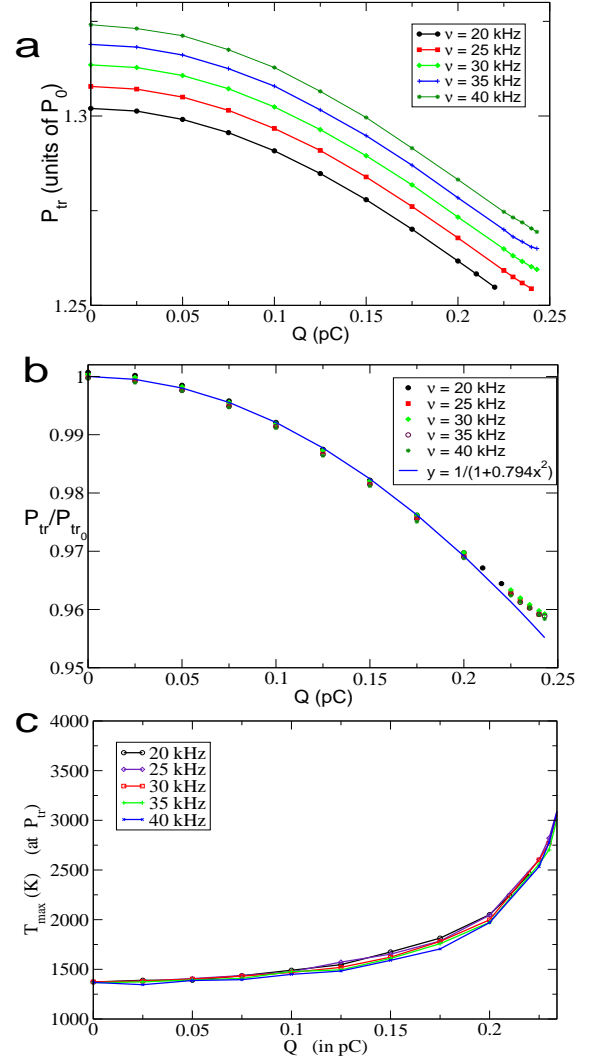 a
P_tr (units of P_0)
1.3
1.25
ν = 20 kHz
ν = 25 kHz
ν = 30 kHz
ν = 35 kHz
ν = 40 kHz
0 0.05 0.1 0.15 0.2 0.25
Q (pC)
b
P_tr/P_tr_0
1
0.99
0.98
0.97
0.96
0.95
ν = 20 kHz
ν = 25 kHz
ν = 30 kHz
ν = 35 kHz
ν = 40 kHz
y = 1/(1+0.794x²)
0 0.05 0.1 0.15 0.2 0.25
Q (pC)
c
T_max (K) (at P_tr)
4000
3500
3000
2500
2000
1500
1000
20 kHz
25 kHz
30 kHz
35 kHz
40 kHz
0 0.05 0.1 0.15 0.2
Q (in pC)